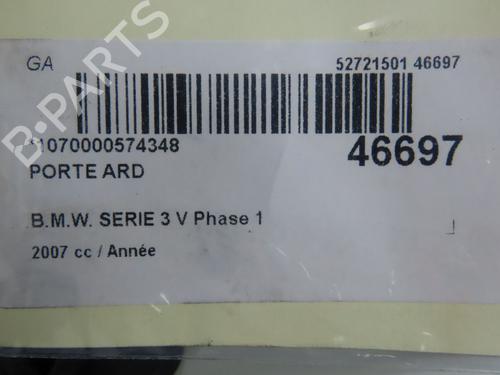 GA
52721501 46697
*1070000574348
46697
PORTE ARD
B.M.W. SERIE 3 V Phase 1
2007 cc / Année
B-PARTS